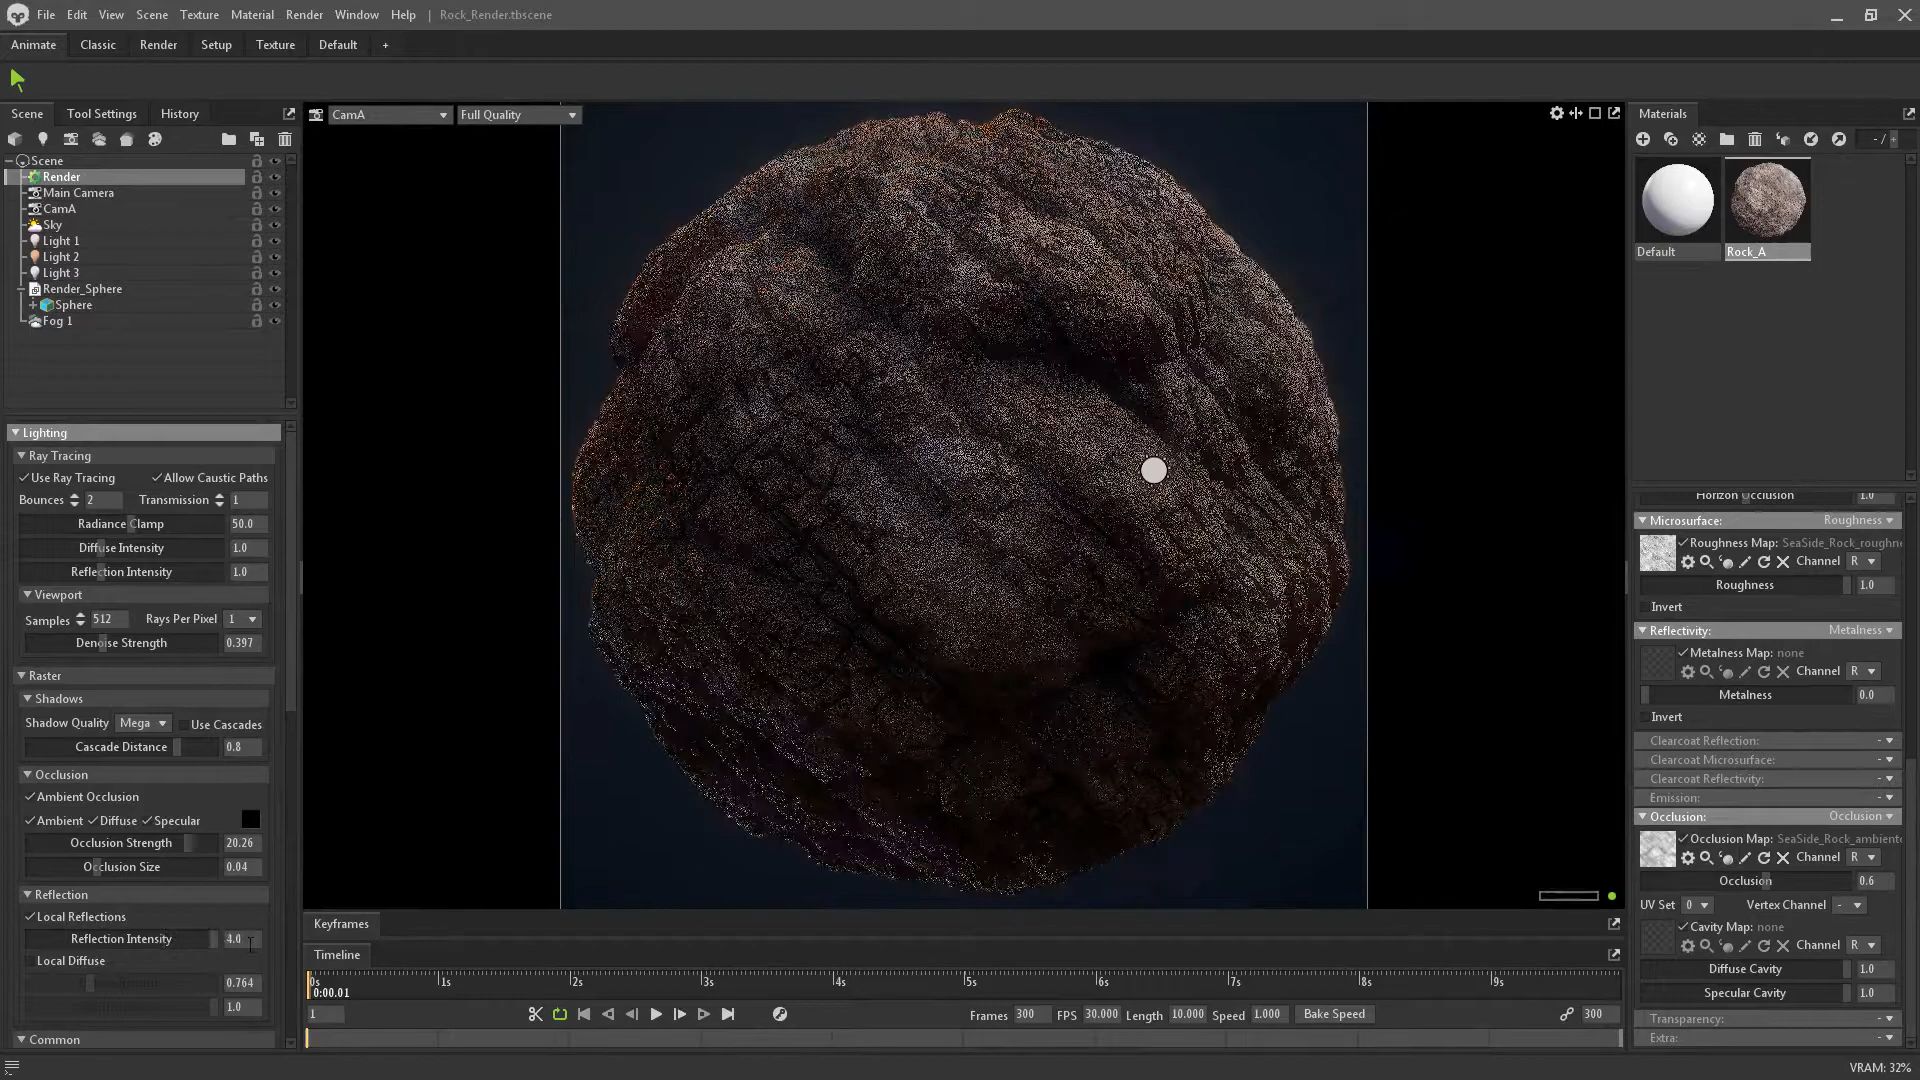 File Edit View Scene Texture Material Render Window Help | Rock_Render.tbscene
Animate Classic Render Setup Texture Default +
Scene Tool Settings History
Scene
Render
Main Camera
CamA
Sky
Light 1
Light 2
Light 3
Render_Sphere
Sphere
Fog 1
Lighting
Ray Tracing
Use Ray Tracing Allow Caustic Paths
Bounces 2 Transmission 1
Radiance Clamp 50.0
Diffuse Intensity 1.0
Reflection Intensity 1.0
Viewport
Samples 512 Rays Per Pixel 1
Denoise Strength 0.397
Raster
Shadows
Shadow Quality Mega Use Cascades
Cascade Distance 0.8
Occlusion
Ambient Occlusion
Ambient Diffuse Specular
Occlusion Strength 20.26
Occlusion Size 0.04
Reflection
Local Reflections
Reflection Intensity 4.0
Local Diffuse
0.764
1.0
Common
CamA Full Quality
Keyframes
Timeline
0s 1s 2s 3s 4s 5s 6s 7s 8s 9s
0:00.01
1 Frames 300 FPS 30.000 Length 10.000 Speed 1.000 Bake Speed 300
Materials
- /
Default Rock_A
Horizon Occlusion 1.0
Microsurface: Roughness
Roughness Map: SeaSide_Rock_roughne
Channel R
Roughness 1.0
Invert
Reflectivity: Metalness
Metalness Map: none
Channel R
Metalness 0.0
Invert
Clearcoat Reflection: -
Clearcoat Microsurface: -
Clearcoat Reflectivity: -
Emission: -
Occlusion: Occlusion
Occlusion Map: SeaSide_Rock_ambiente
Channel R
Occlusion 0.6
UV Set 0 Vertex Channel -
Cavity Map: none
Channel R
Diffuse Cavity 1.0
Specular Cavity 1.0
Transparency: -
Extra: -
VRAM: 32%